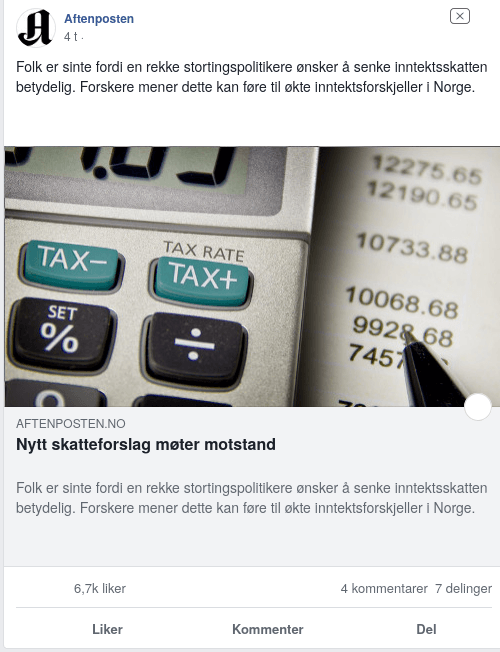 Aftenposten
4 t ·
Folk er sinte fordi en rekke stortingspolitikere ønsker å senke inntektsskatten
betydelig. Forskere mener dette kan føre til økte inntektsforskjeller i Norge.
12275.65
12190.65
10733.88
10068.68
9928.68
TAX RATE
TAX−
TAX+
SET
%
÷
AFTENPOSTEN.NO
Nytt skatteforslag møter motstand
Folk er sinte fordi en rekke stortingspolitikere ønsker å senke inntektsskatten
betydelig. Forskere mener dette kan føre til økte inntektsforskjeller i Norge.
6,7k liker
4 kommentarer 7 delinger
Liker Kommenter Del